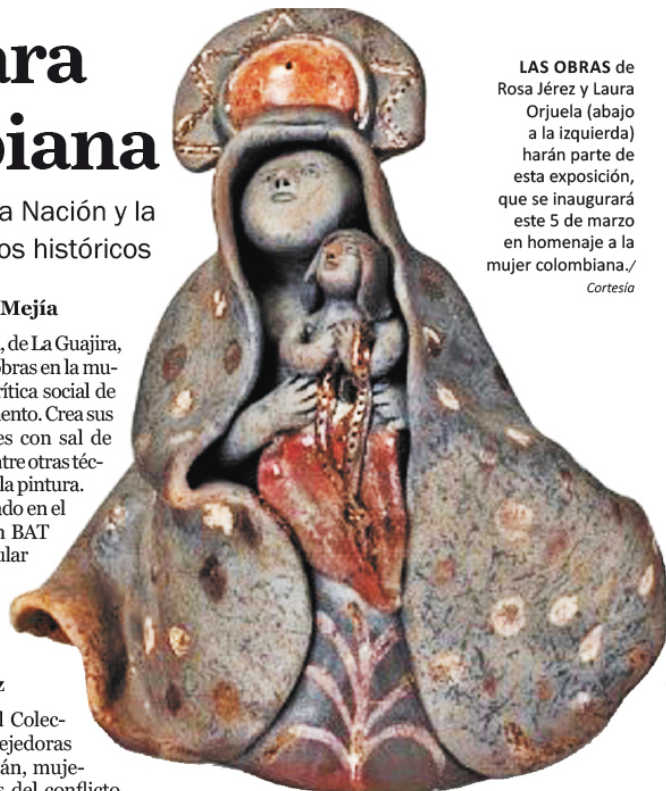 ara
biana
a Nación y la
os históricos
Mejía
, de La Guajira,
obras en la mu-
rítica social de
ento. Crea sus
es con sal de
ntre otras téc-
la pintura.
do en el
n BAT
ular
z
l Colec-
ejedoras
án, muje-
s del conflicto
LAS OBRAS de
Rosa Jérez y Laura
Orjuela (abajo
a la izquierda)
harán parte de
esta exposición,
que se inaugurará
este 5 de marzo
en homenaje a la
mujer colombiana./
Cortesía